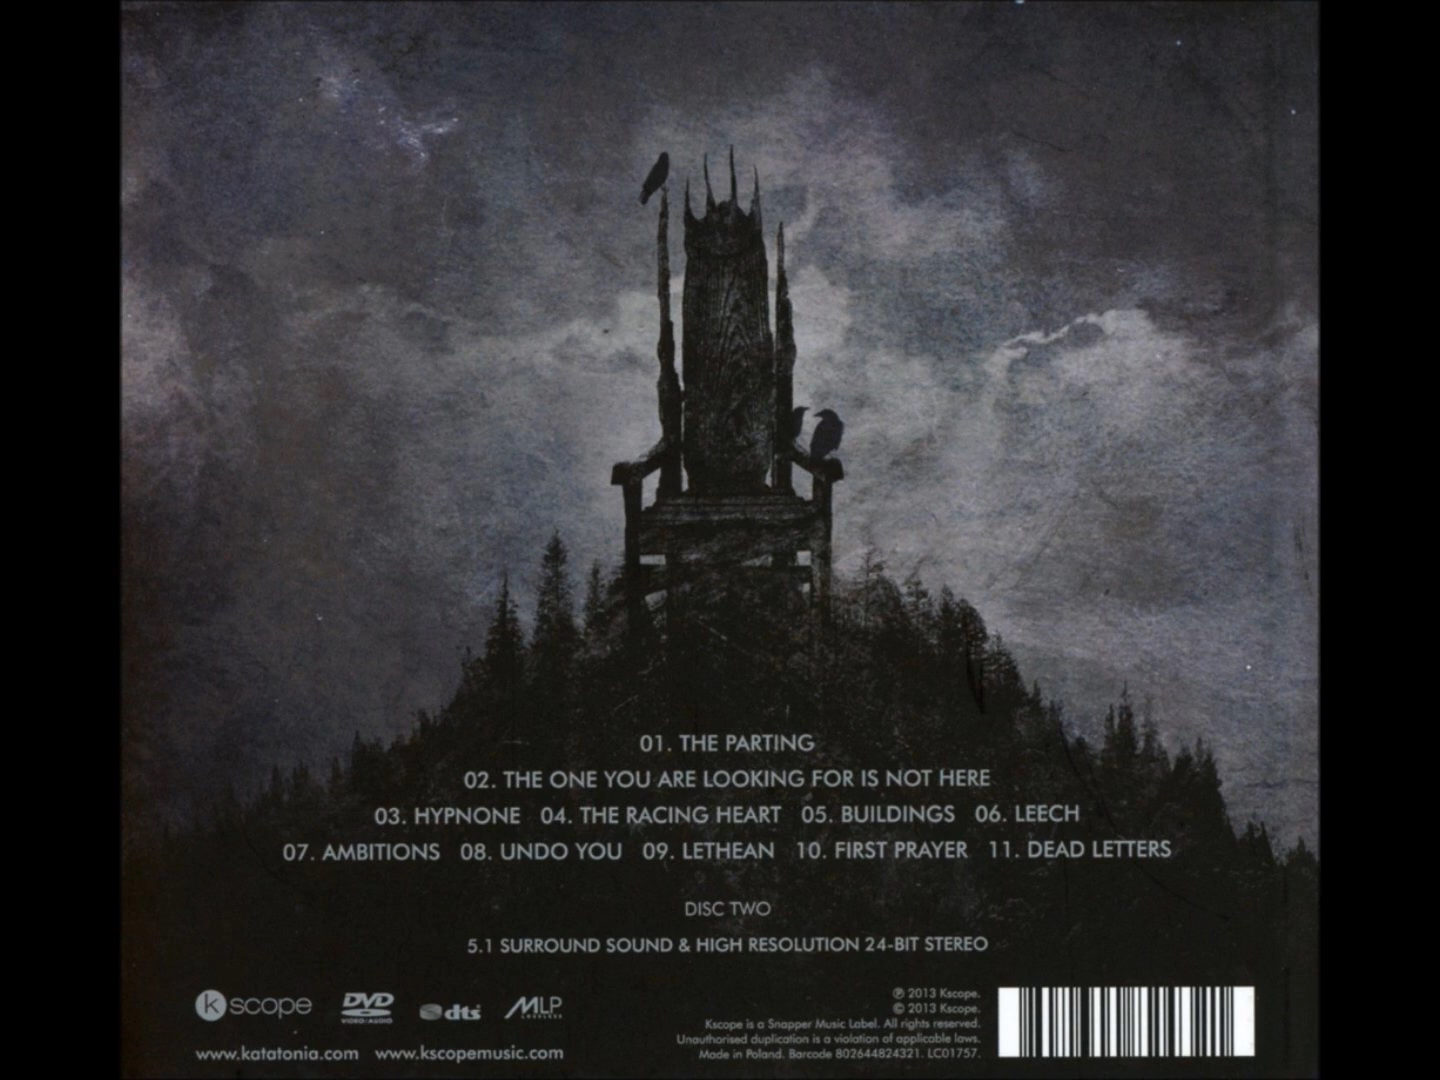 01. THE PARTING
02. THE ONE YOU ARE LOOKING FOR IS NOT HERE
03. HYPNONE 04. THE RACING HEART 05. BUILDINGS 06. LEECH
07. AMBITIONS 08. UNDO YOU 09. LETHEAN 10. FIRST PRAYER 11. DEAD LETTERS
DISC TWO
5.1 SURROUND SOUND & HIGH RESOLUTION 24-BIT STEREO
kscope DVD VIDEO/AUDIO dts MLP LOSSLESS
www.katatonia.com www.kscopemusic.com
℗ 2013 Kscope.
© 2013 Kscope.
Kscope is a Snapper Music Label. All rights reserved.
Unauthorised duplication is a violation of applicable laws.
Made in Poland. Barcode 802644824321. LC01757.